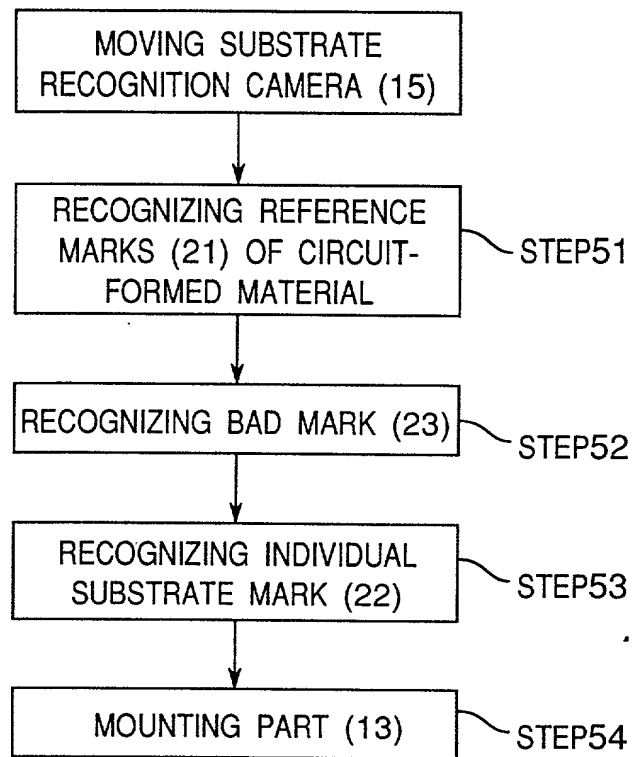 MOVING SUBSTRATE
RECOGNITION CAMERA (15)
RECOGNIZING REFERENCE
MARKS (21) OF CIRCUIT-
FORMED MATERIAL
STEP51
RECOGNIZING BAD MARK (23)
STEP52
RECOGNIZING INDIVIDUAL
SUBSTRATE MARK (22)
STEP53
MOUNTING PART (13)
STEP54